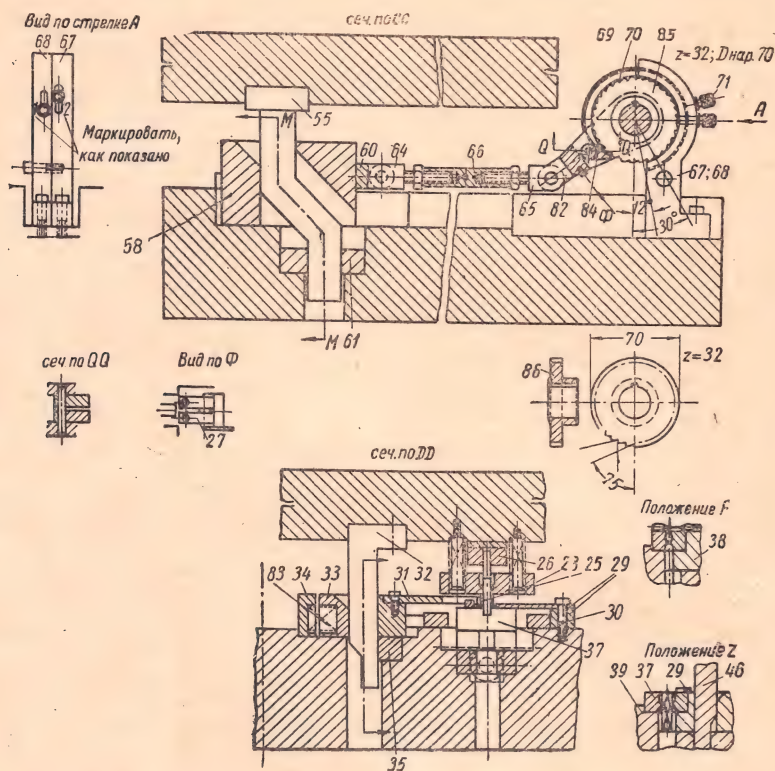 Вид по стрелке А
68 67
Маркировать,
как показано
сеч. по СС
М
55
58
М 61
60 64 66
65 82 84 Ф 12
30°
Q
Q
69 70 85
z=32; Dнар.70
71
А
67;68
сеч. по QQ
Вид по Ф
27
86
70
z=32
75
сеч. по DD
83 34 33
31 32
26 23 25 29
30
37
35
Положение F
38
Положение Z
39 37 29 46